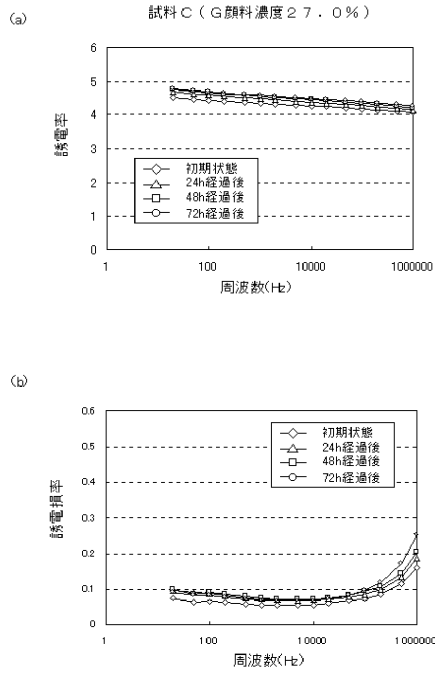 試料C(G顔料濃度27.0%)
(a)
6
5
4
3
2
1
0
誘電率
初期状態
24h経過後
48h経過後
72h経過後
1 100 10000 1000000
周波数(Hz)
(b)
0.6
0.5
0.4
0.3
0.2
0.1
0
誘電損率
初期状態
24h経過後
48h経過後
72h経過後
1 100 10000 1000000
周波数(Hz)